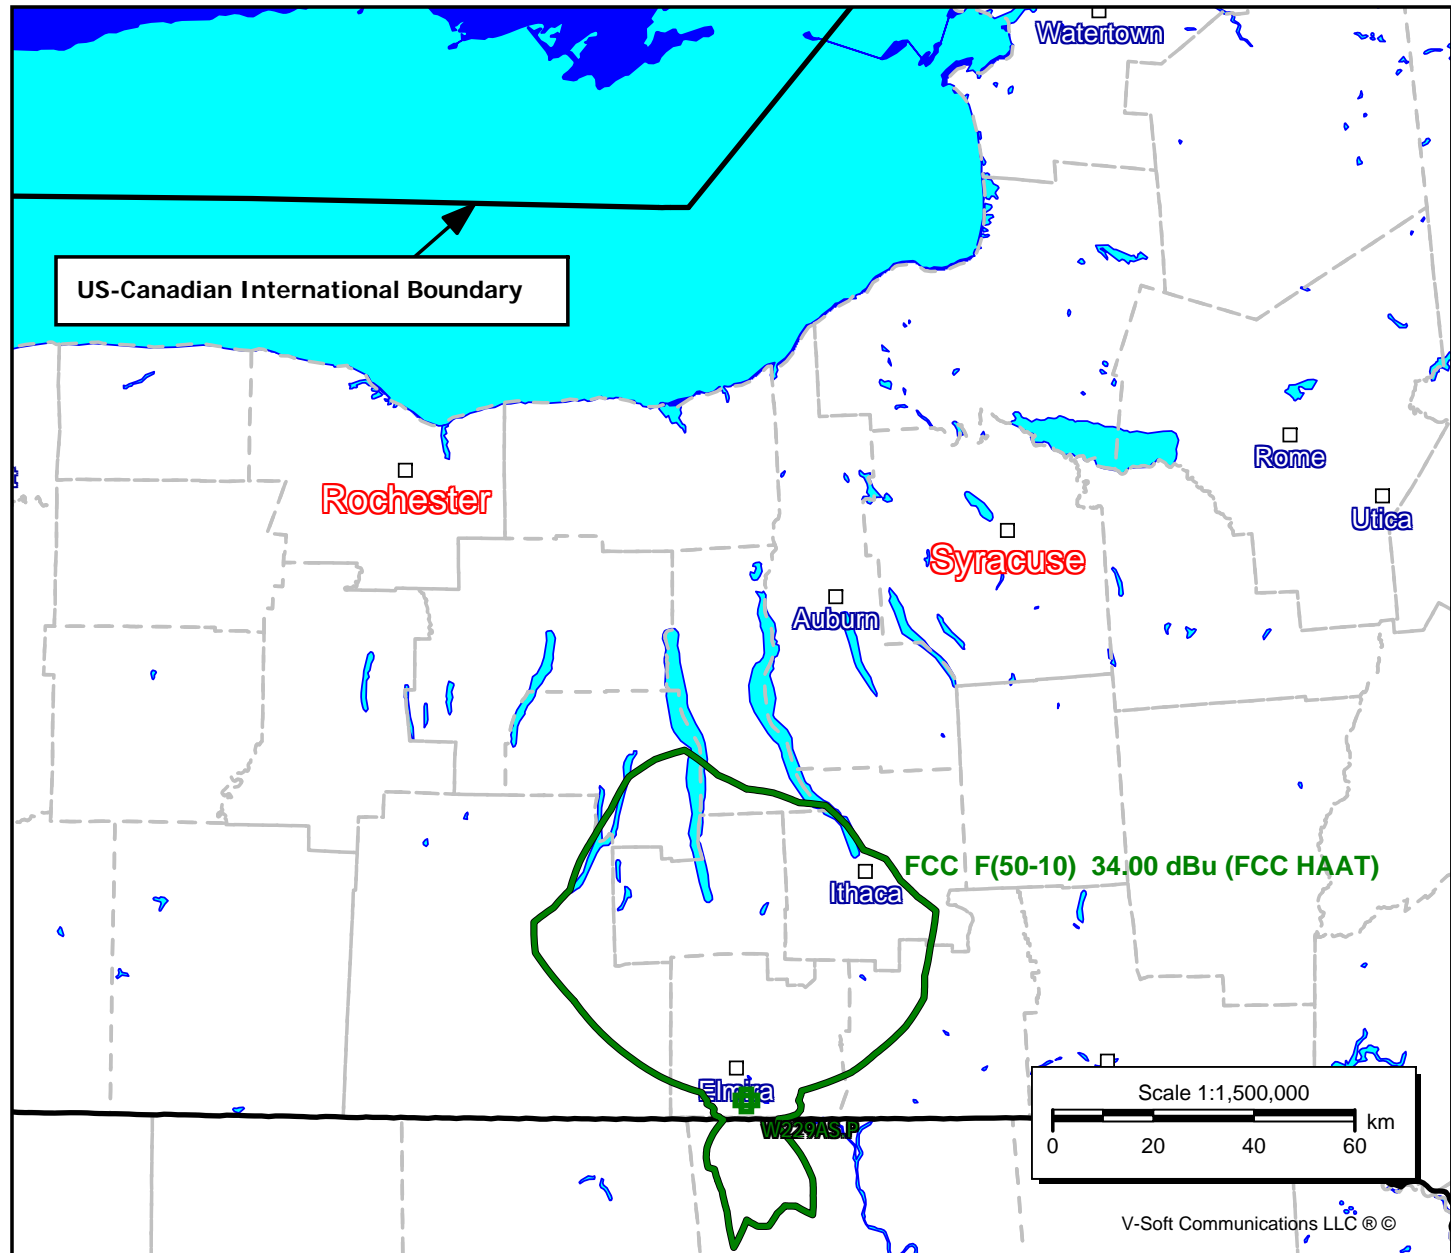 Watertown
US-Canadian International Boundary
Rome
Rochester
Utica
Syracuse
Auburn
FCC F(50-10) 34.00 dBu (FCC HAAT)
Ithaca
Elmira
Scale 1:1,500,000
km
0 20 40 60
W229AS.P
V-Soft Communications LLC ® ©